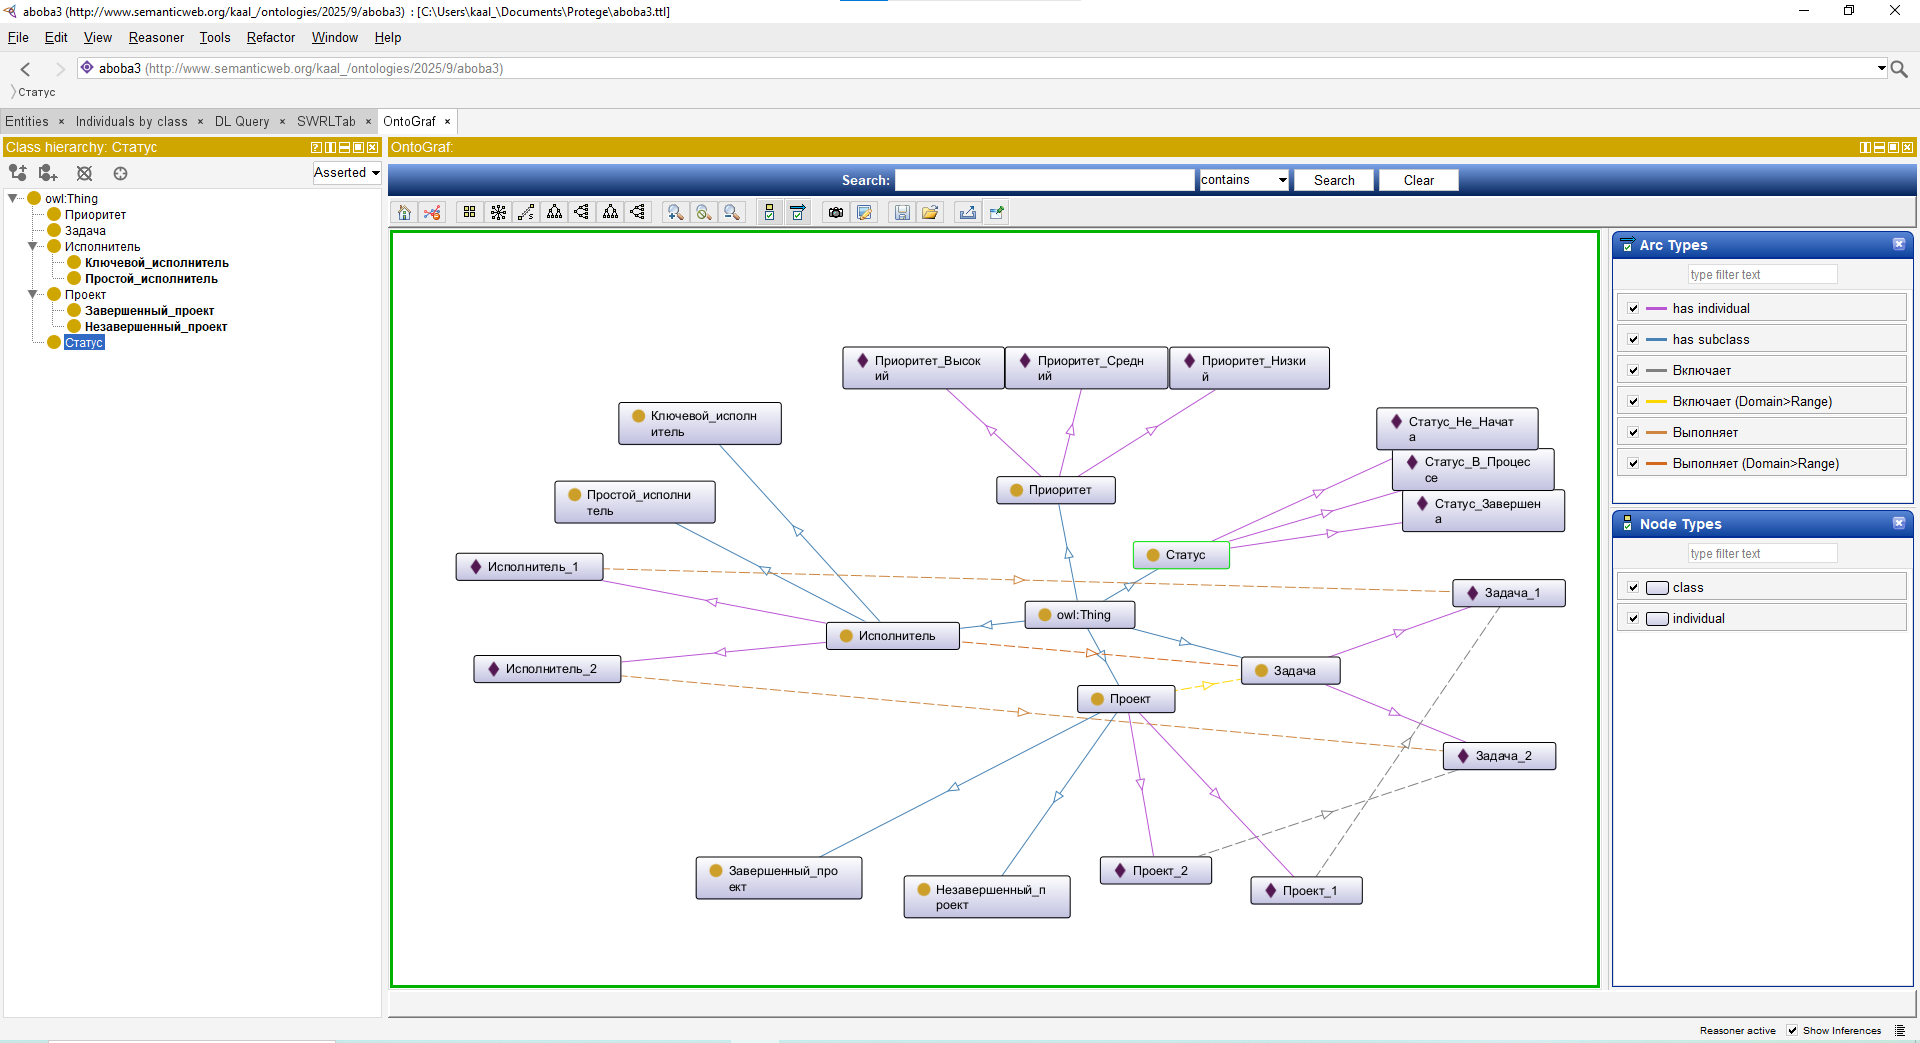 aboba3 (http://www.semanticweb.org/kaal_/ontologies/2025/9/aboba3) : [C:\Users\kaal_\Documents\Protege\aboba3.ttl]
File Edit View Reasoner Tools Refactor Window Help
aboba3 (http://www.semanticweb.org/kaal_/ontologies/2025/9/aboba3)
Статус
Entities × Individuals by class × DL Query × SWRLTab × OntoGraf ×
Class hierarchy: Статус
Asserted
owl:Thing
Приоритет
Задача
Исполнитель
Ключевой_исполнитель
Простой_исполнитель
Проект
Завершенный_проект
Незавершенный_проект
Статус
OntoGraf:
Search: contains Search Clear
Приоритет_Высок
ий
Приоритет_Средн
ий
Приоритет_Низки
й
Ключевой_исполн
итель
Статус_Не_Начат
а
Статус_В_Процес
се
Простой_исполни
тель
Приоритет
Статус_Завершен
а
Статус
Исполнитель_1
Задача_1
owl:Thing
Исполнитель
Исполнитель_2
Задача
Проект
Задача_2
Завершенный_про
ект
Незавершенный_п
роект
Проект_2
Проект_1
Arc Types
type filter text
has individual
has subclass
Включает
Включает (Domain>Range)
Выполняет
Выполняет (Domain>Range)
Node Types
type filter text
class
individual
Reasoner active Show Inferences